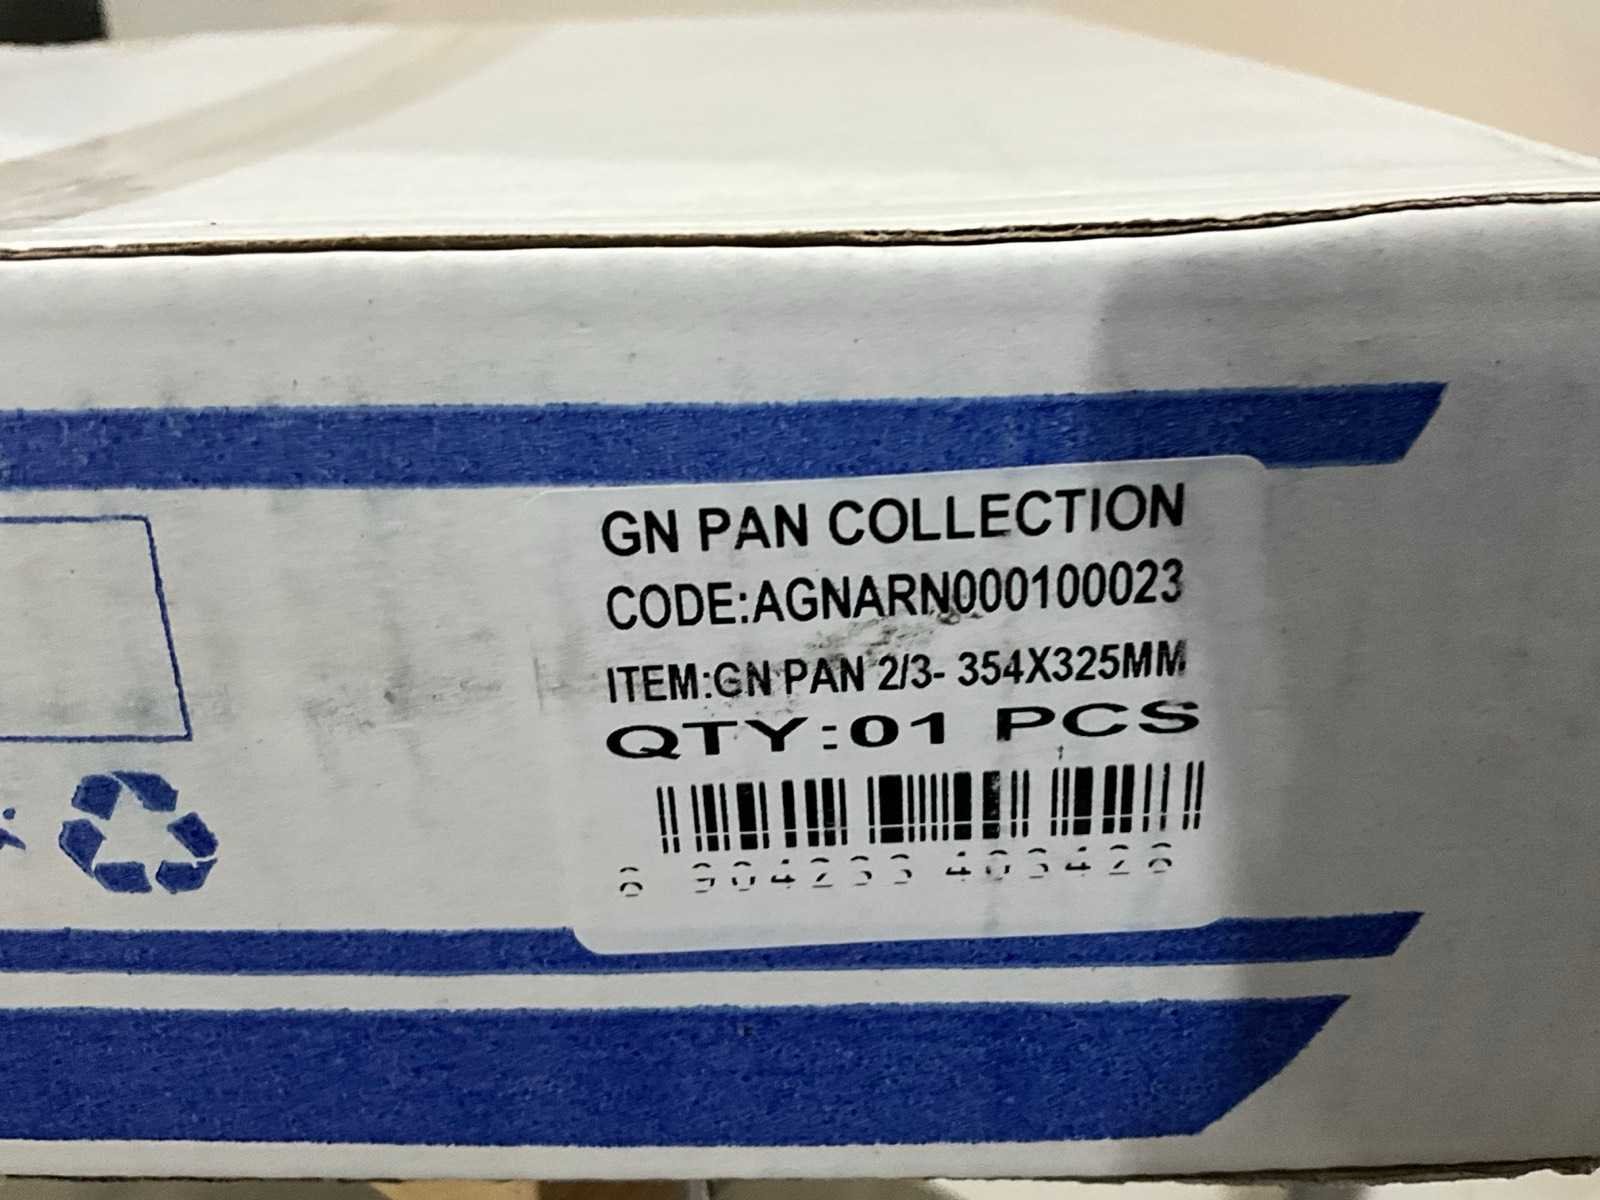 GN PAN COLLECTION
CODE:AGNARN000100023
ITEM:GN PAN 2/3- 354X325MM
QTY:01 PCS